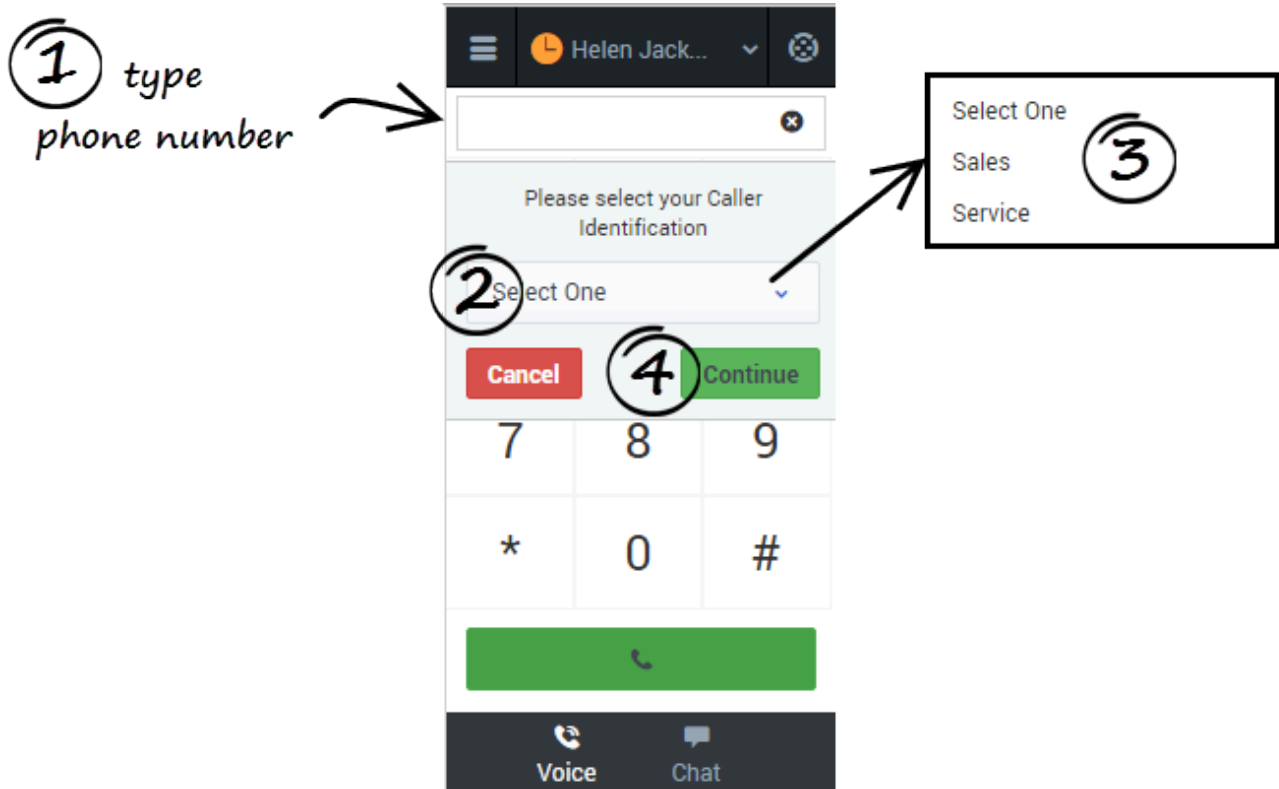 1 type
phone number
Helen Jack...
Please select your Caller
Identification
2
Select One
Select One
Sales
Service
3
Cancel
4
Continue
7 8 9
* 0 #
Voice Chat